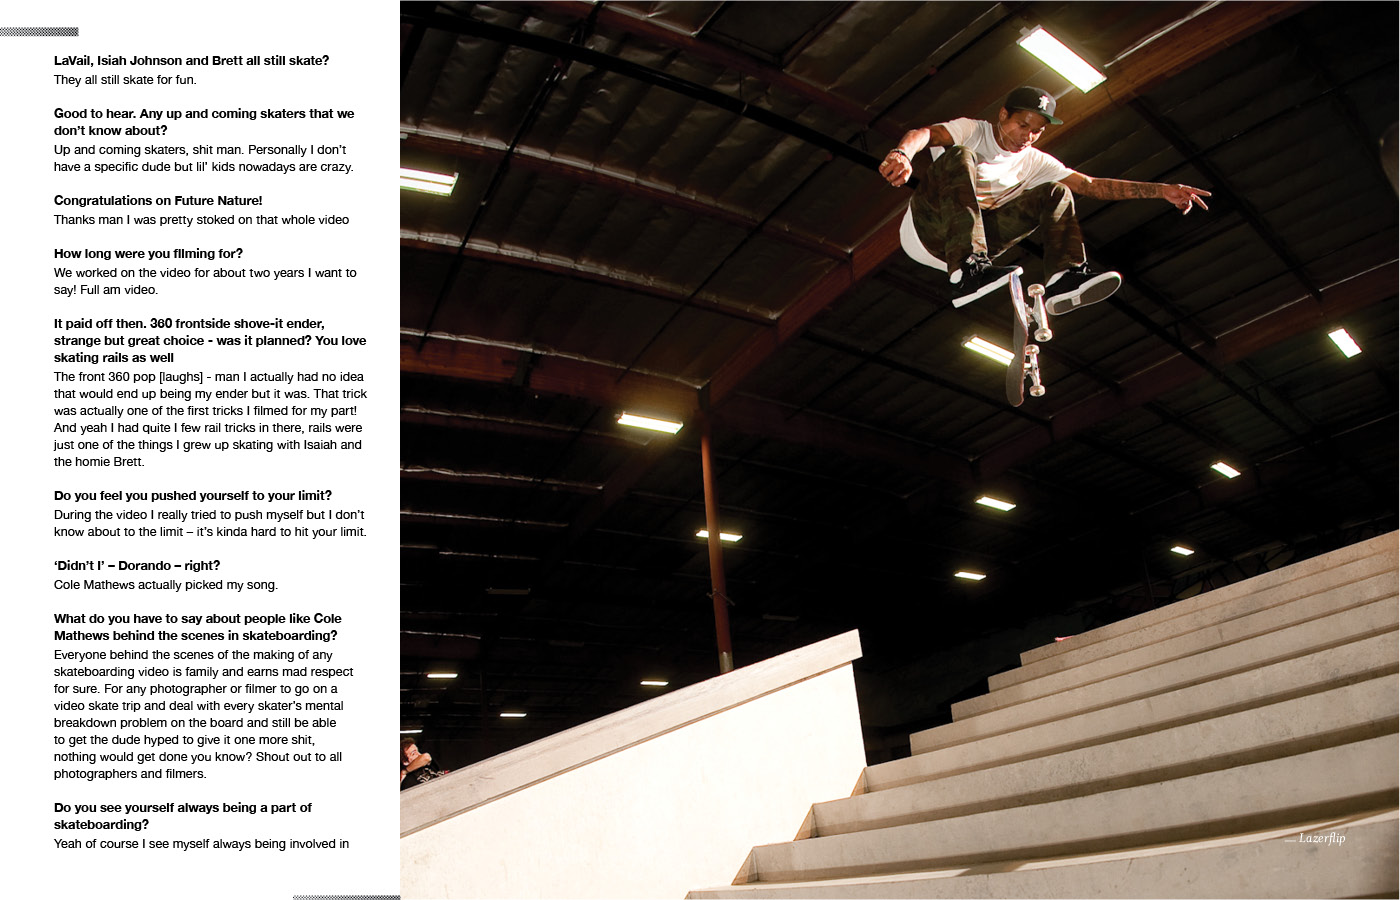 LaVail, Isiah Johnson and Brett all still skate?
They all still skate for fun.
Good to hear. Any up and coming skaters that we
don't know about?
Up and coming skaters, shit man. Personally I don't
have a specific dude but lil' kids nowadays are crazy.
Congratulations on Future Nature!
Thanks man I was pretty stoked on that whole video
How long were you filming for?
We worked on the video for about two years I want to
say! Full am video.
It paid off then. 360 frontside shove-it ender,
strange but great choice - was it planned? You love
skating rails as well
The front 360 pop [laughs] - man I actually had no idea
that would end up being my ender but it was. That trick
was actually one of the first tricks I filmed for my part!
And yeah I had quite I few rail tricks in there, rails were
just one of the things I grew up skating with Isaiah and
the homie Brett.
Do you feel you pushed yourself to your limit?
During the video I really tried to push myself but I don't
know about to the limit – it's kinda hard to hit your limit.
'Didn't I' – Dorando – right?
Cole Mathews actually picked my song.
What do you have to say about people like Cole
Mathews behind the scenes in skateboarding?
Everyone behind the scenes of the making of any
skateboarding video is family and earns mad respect
for sure. For any photographer or filmer to go on a
video skate trip and deal with every skater's mental
breakdown problem on the board and still be able
to get the dude hyped to give it one more shit,
nothing would get done you know? Shout out to all
photographers and filmers.
Do you see yourself always being a part of
skateboarding?
Yeah of course I see myself always being involved in
— Lazerflip